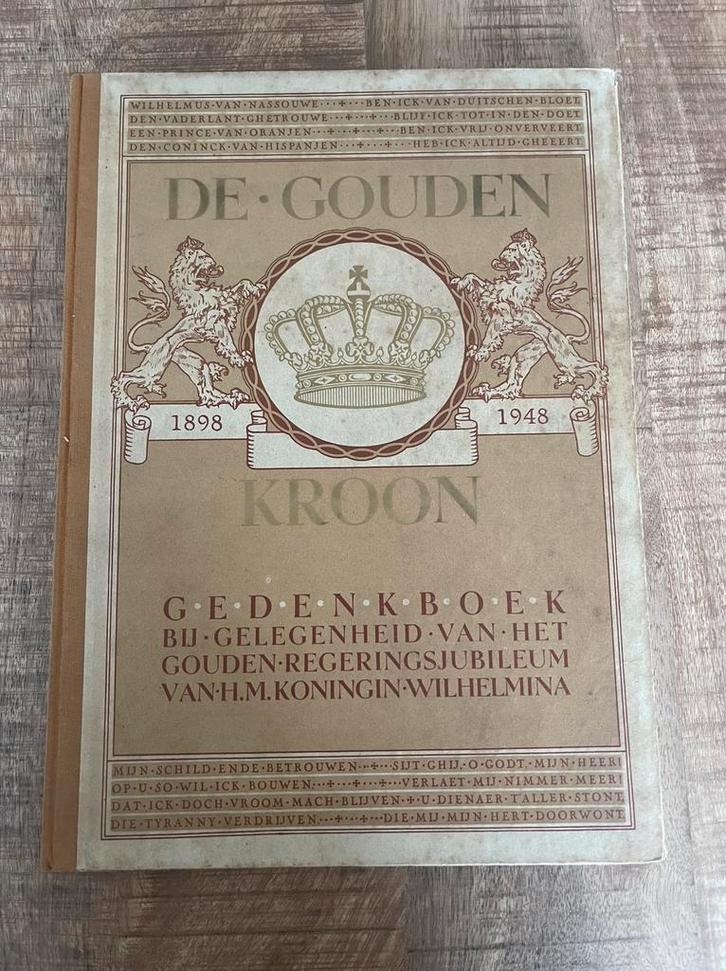 WILHELMUS·VAN·NASSOUWE···+···BEN·ICK·VAN·DUITSCHEN·BLOET
DEN·VADERLANT·GHETROUWE···+···BLIJF·ICK·TOT·IN·DEN·DOET
EEN·PRINCE·VAN·ORANJEN···+···BEN·ICK·VRIJ·ONVERVEERT
DEN·CONINCK·VAN·HISPANJEN···+···HEB·ICK·ALTIJD·GHEEERT
DE·GOUDEN
1898
1948
KROON
G·E·D·E·N·K·B·O·E·K
BIJ·GELEGENHEID·VAN·HET
GOUDEN·REGERINGSJUBILEUM
VAN·H.M.KONINGIN·WILHELMINA
MIJN·SCHILD·ENDE·BETROUWEN···+···SIJT·GHIJ·O·GODT·MIJN·HEER!
OP·U·SO·WIL·ICK·BOUWEN···+···+···VERLAET·MIJ·NIMMER·MEER!
DAT·ICK·DOCH·VROOM·MACH·BLIJVEN·+·U·DIENAER·T'ALLER·STONT
DIE·TYRANNY·VERDRIJVEN···+···+···DIE·MIJ·MIJN·HERT·DOORWONT